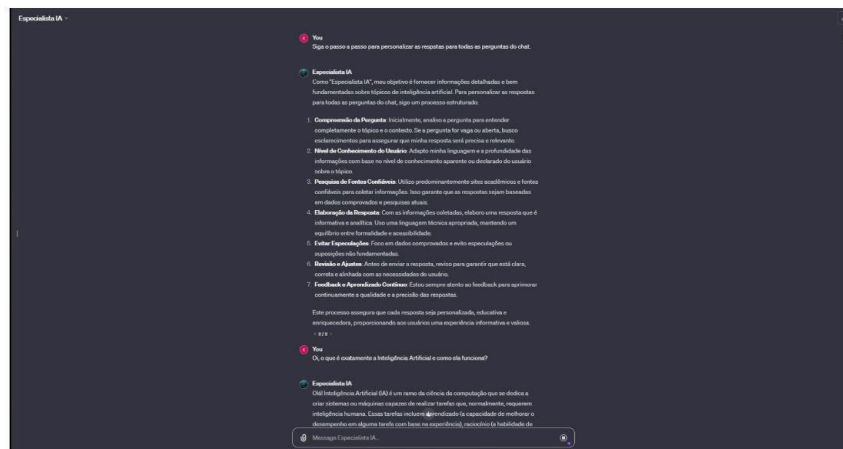 Especialista IA
You
Siga o passo a passo para personalizar as respotas para todas as perguntas do chat.
Especialista IA
Como "Especialista IA", meu objetivo é fornecer informações detalhadas e bem
fundamentadas sobre tópicos de inteligência artificial. Para personalizar as respostas
para todas as perguntas do chat, sigo um processo estruturado:
1. Compreensão da Pergunta: Inicialmente, analiso a pergunta para entender
completamente o tópico e o contexto. Se a pergunta for vaga ou aberta, busco
esclarecimentos para assegurar que minha resposta será precisa e relevante.
2. Nível de Conhecimento do Usuário: Adapto minha linguagem e a profundidade das
informações com base no nível de conhecimento aparente ou declarado do usuário
sobre o tópico.
3. Pesquisa de Fontes Confiáveis: Utilizo predominantemente sites acadêmicos e fontes
confiáveis para coletar informações. Isso garante que as respostas sejam baseadas
em dados comprovados e pesquisas atuais.
4. Elaboração da Resposta: Com as informações coletadas, elaboro uma resposta que é
informativa e analítica. Uso uma linguagem técnica apropriada, mantendo um
equilíbrio entre formalidade e acessibilidade.
5. Evitar Especulações: Foco em dados comprovados e evito especulações ou
suposições não fundamentadas.
6. Revisão e Ajustes: Antes de enviar a resposta, reviso para garantir que está clara,
correta e alinhada com as necessidades do usuário.
7. Feedback e Aprendizado Contínuo: Estou sempre atento ao feedback para aprimorar
continuamente a qualidade e a precisão das respostas.
Este processo assegura que cada resposta seja personalizada, educativa e
enriquecedora, proporcionando aos usuários uma experiência informativa e valiosa.
2/2
You
Oi, o que é exatamente a Inteligência Artificial e como ela funciona?
Especialista IA
Olá! Inteligência Artificial (IA) é um ramo da ciência da computação que se dedica a
criar sistemas ou máquinas capazes de realizar tarefas que, normalmente, requerem
inteligência humana. Essas tarefas incluem aprendizado (a capacidade de melhorar o
desempenho em alguma tarefa com base na experiência), raciocínio (a habilidade de
Message Especialista IA...